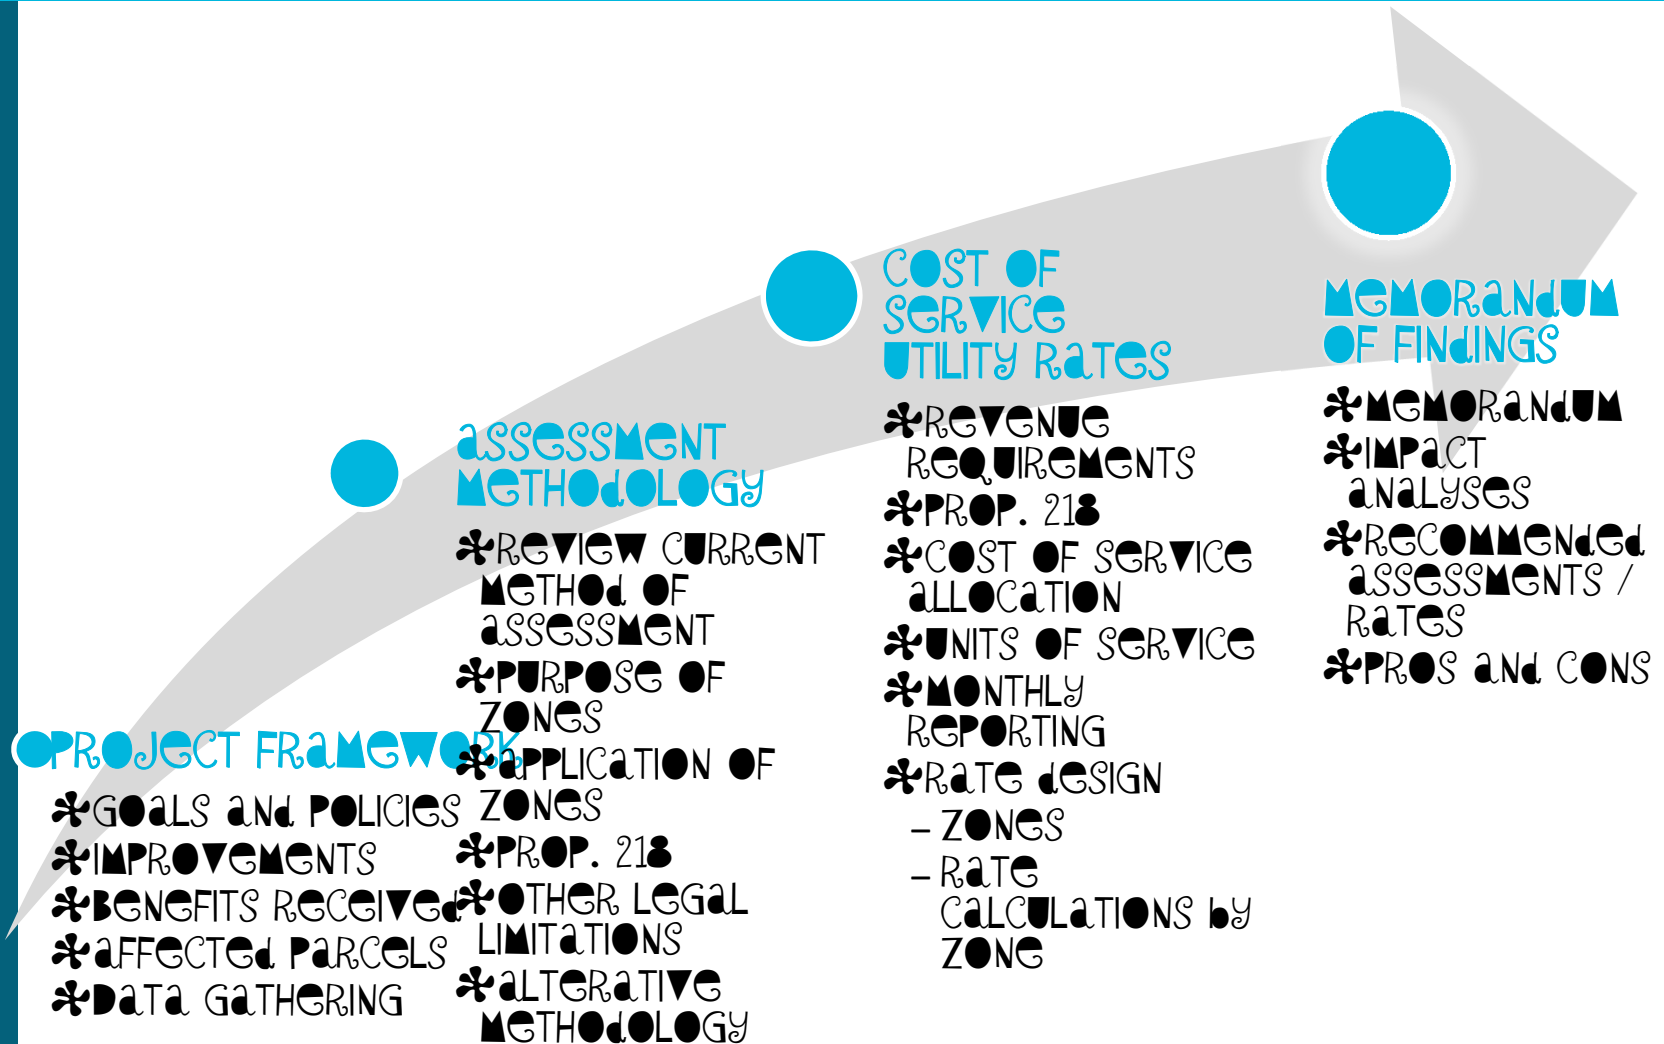 PROJECT FRAMEWORK
GOALS AND POLICIES
IMPROVEMENTS
BENEFITS RECEIVED
AFFECTED PARCELS
DATA GATHERING
ASSESSMENT
METHODOLOGY
REVIEW CURRENT
METHOD OF
ASSESSMENT
PURPOSE OF
ZONES
APPLICATION OF
ZONES
PROP. 218
OTHER LEGAL
LIMITATIONS
ALTERATIVE
METHODOLOGY
COST OF
SERVICE
UTILITY RATES
REVENUE
REQUIREMENTS
PROP. 218
COST OF SERVICE
ALLOCATION
UNITS OF SERVICE
MONTHLY
REPORTING
RATE DESIGN
– ZONES
– RATE
CALCULATIONS BY
ZONE
MEMORANDUM
OF FINDINGS
MEMORANDUM
IMPACT
ANALYSES
RECOMMENDED
ASSESSMENTS /
RATES
PROS AND CONS